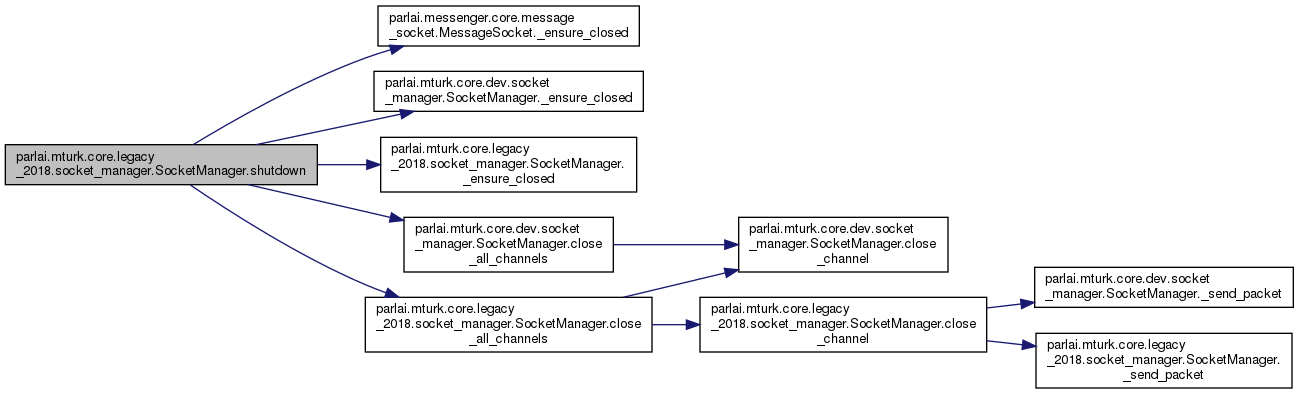 parlai.messenger.core.message
_socket.MessageSocket._ensure_closed
parlai.mturk.core.dev.socket
_manager.SocketManager._ensure_closed
parlai.mturk.core.legacy
_2018.socket_manager.SocketManager.shutdown
parlai.mturk.core.legacy
_2018.socket_manager.SocketManager.
_ensure_closed
parlai.mturk.core.dev.socket
_manager.SocketManager.close
_all_channels
parlai.mturk.core.dev.socket
_manager.SocketManager.close
_channel
parlai.mturk.core.legacy
_2018.socket_manager.SocketManager.close
_all_channels
parlai.mturk.core.legacy
_2018.socket_manager.SocketManager.close
_channel
parlai.mturk.core.dev.socket
_manager.SocketManager._send_packet
parlai.mturk.core.legacy
_2018.socket_manager.SocketManager.
_send_packet